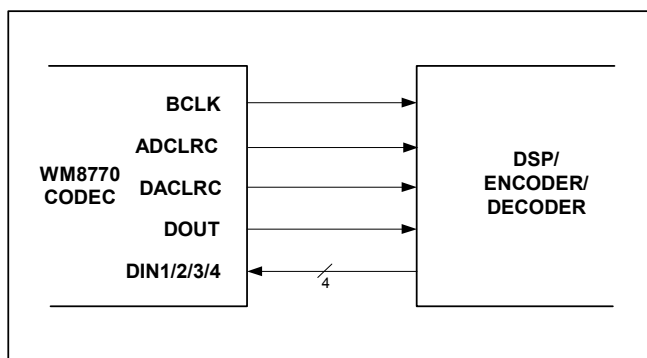 BCLK
ADCLRC
WM8770
CODEC
DACLRC
DOUT
DIN1/2/3/4
4
DSP/
ENCODER/
DECODER